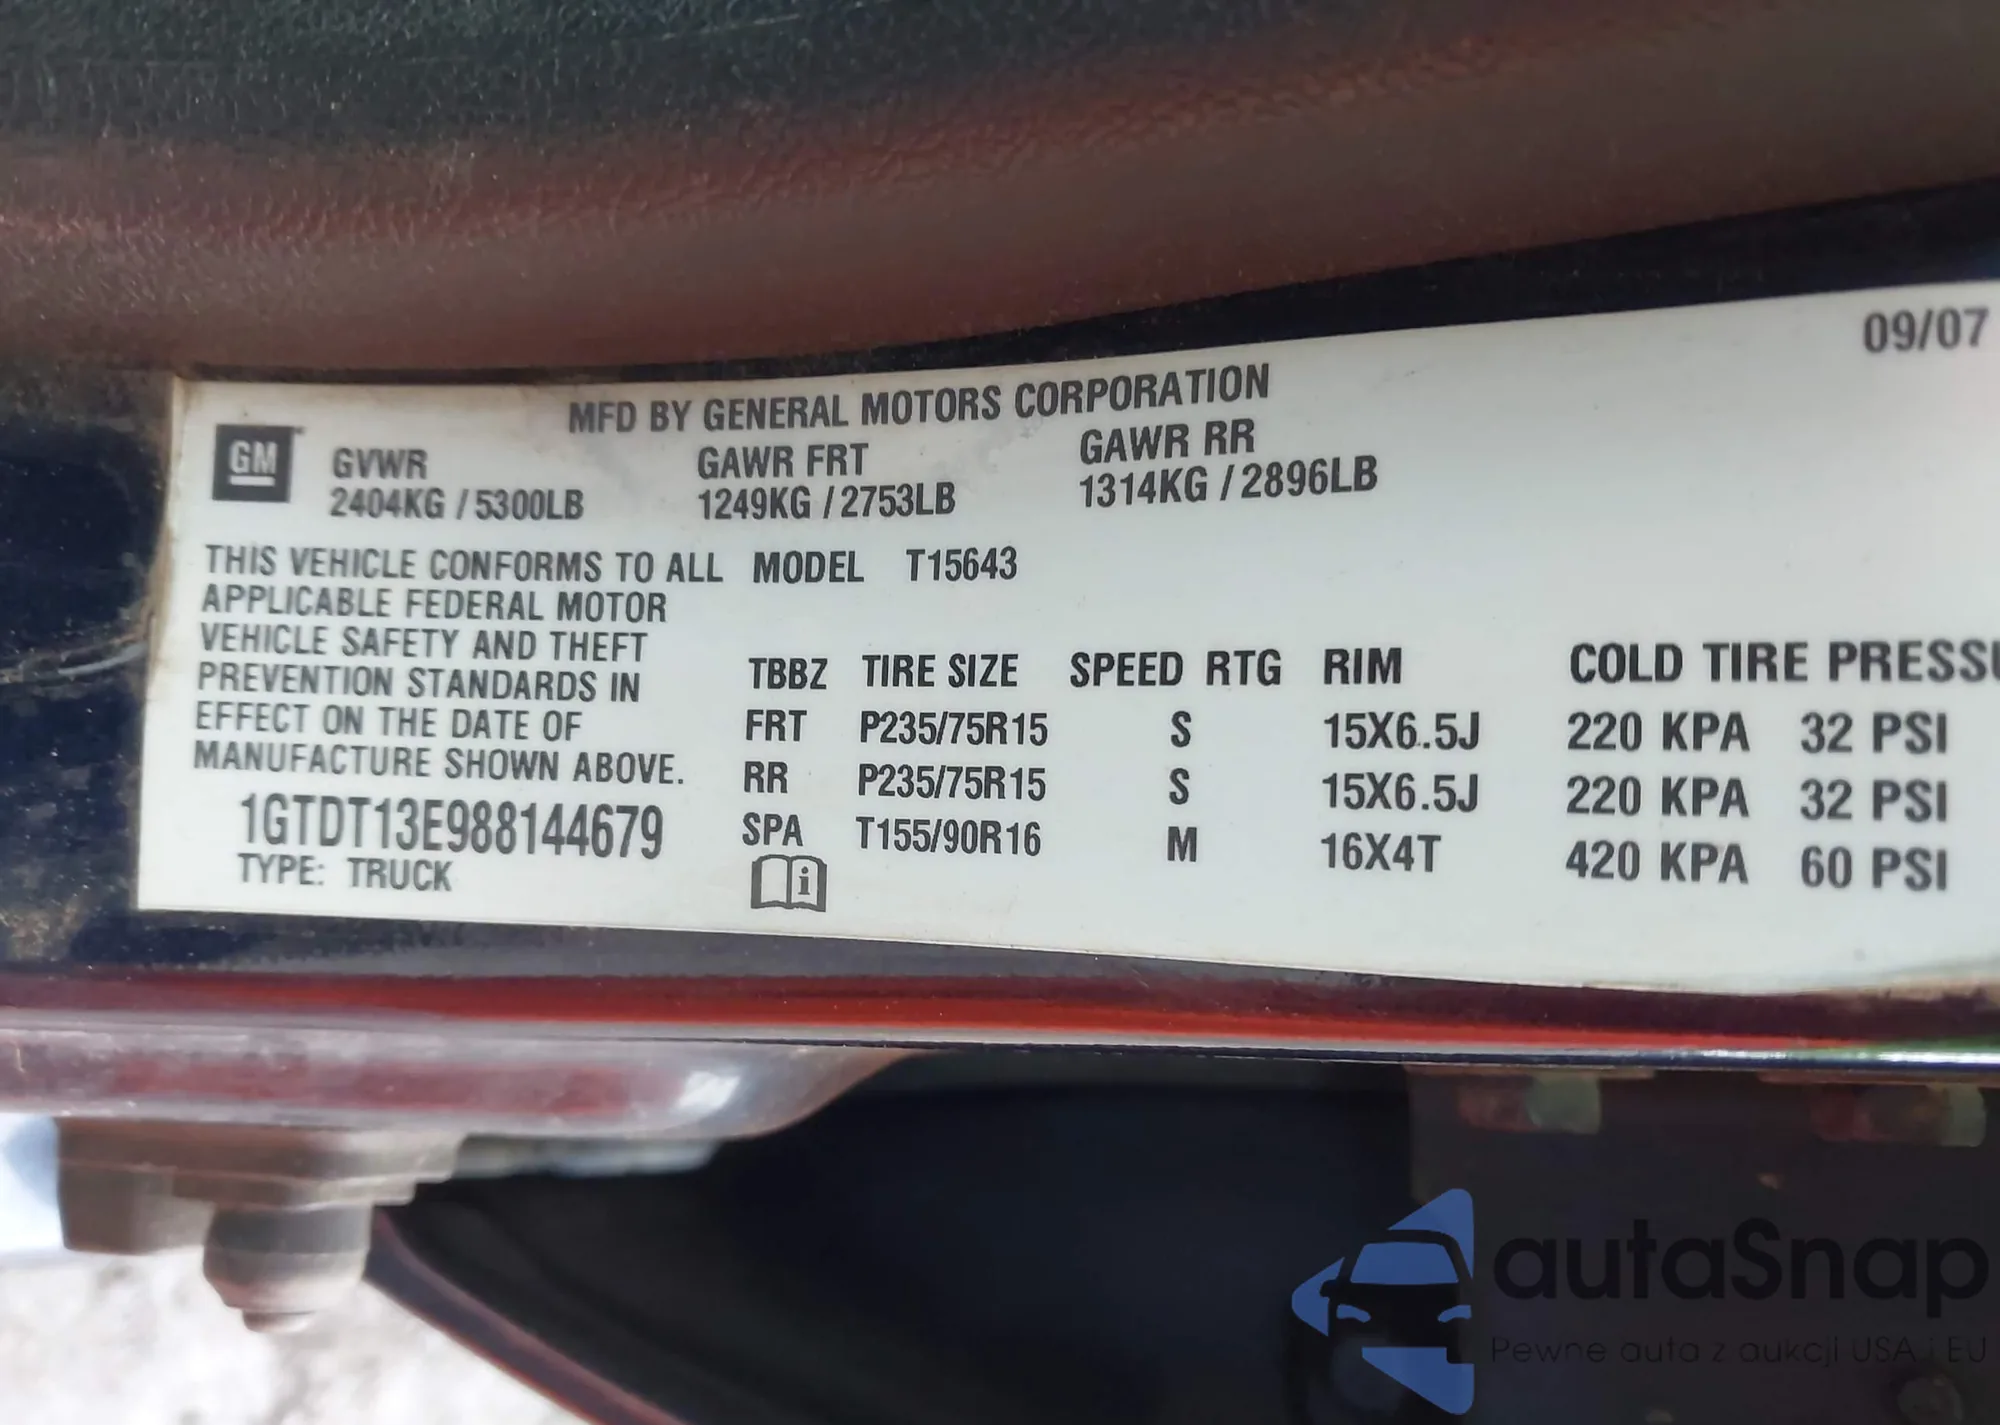 09/07
MFD BY GENERAL MOTORS CORPORATION
GM GVWR GAWR FRT GAWR RR
2404KG / 5300LB 1249KG / 2753LB 1314KG / 2896LB
THIS VEHICLE CONFORMS TO ALL MODEL T15643
APPLICABLE FEDERAL MOTOR
VEHICLE SAFETY AND THEFT
PREVENTION STANDARDS IN
EFFECT ON THE DATE OF
MANUFACTURE SHOWN ABOVE.
1GTDT13E988144679
TYPE: TRUCK
TBBZ TIRE SIZE SPEED RTG RIM COLD TIRE PRESSU
FRT P235/75R15 S 15X6.5J 220 KPA 32 PSI
RR P235/75R15 S 15X6.5J 220 KPA 32 PSI
SPA T155/90R16 M 16X4T 420 KPA 60 PSI
i
autaSnap
Pewne auta z aukcji USA i EU